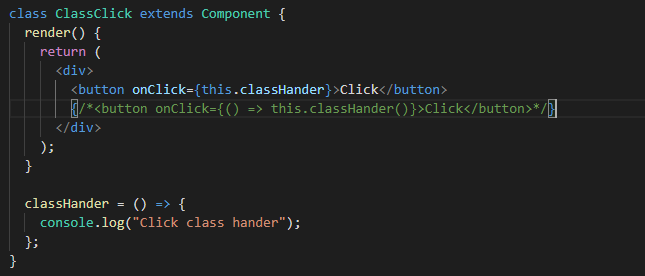 class ClassClick extends Component {
  render() {
    return (
      <div>
        <button onClick={this.classHander}>Click</button>
        {/*<button onClick={() => this.classHander()}>Click</button>*/}
      </div>
    );
  }

  classHander = () => {
    console.log("Click class hander");
  };
}